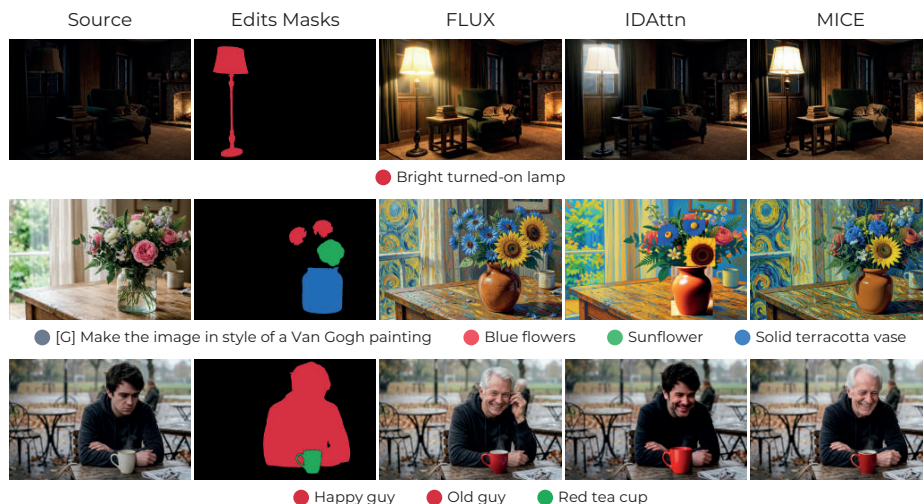 Source Edits Masks FLUX IDAttn MICE
Bright turned-on lamp
[G] Make the image in style of a Van Gogh painting Blue flowers Sunflower Solid terracotta vase
Happy guy Old guy Red tea cup